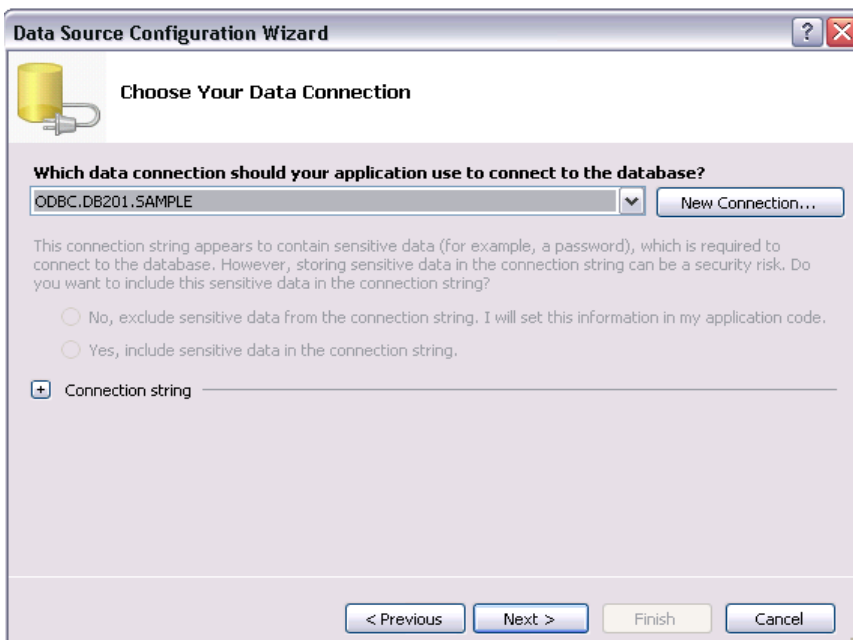 Data Source Configuration Wizard
?
Choose Your Data Connection
Which data connection should your application use to connect to the database?
ODBC.DB201.SAMPLE
New Connection...
This connection string appears to contain sensitive data (for example, a password), which is required to
connect to the database. However, storing sensitive data in the connection string can be a security risk. Do
you want to include this sensitive data in the connection string?
No, exclude sensitive data from the connection string. I will set this information in my application code.
Yes, include sensitive data in the connection string.
+ Connection string
< Previous
Next >
Finish
Cancel